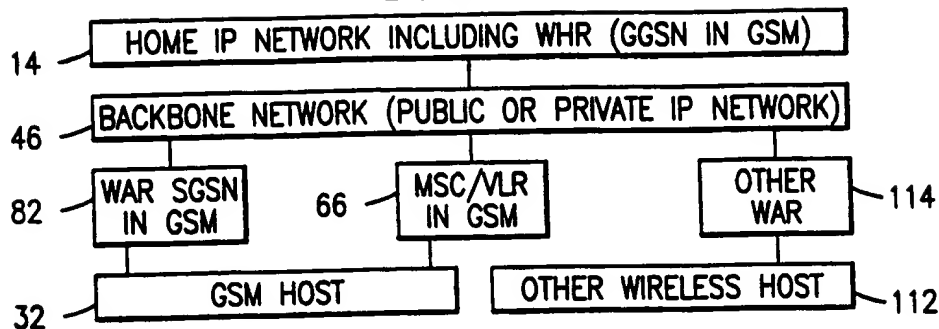 HOME IP NETWORK INCLUDING WHR (GGSN IN GSM)
14
BACKBONE NETWORK (PUBLIC OR PRIVATE IP NETWORK)
46
WAR SGSN
IN GSM
82
MSC/VLR
IN GSM
66
OTHER
WAR
114
GSM HOST
32
OTHER WIRELESS HOST
112